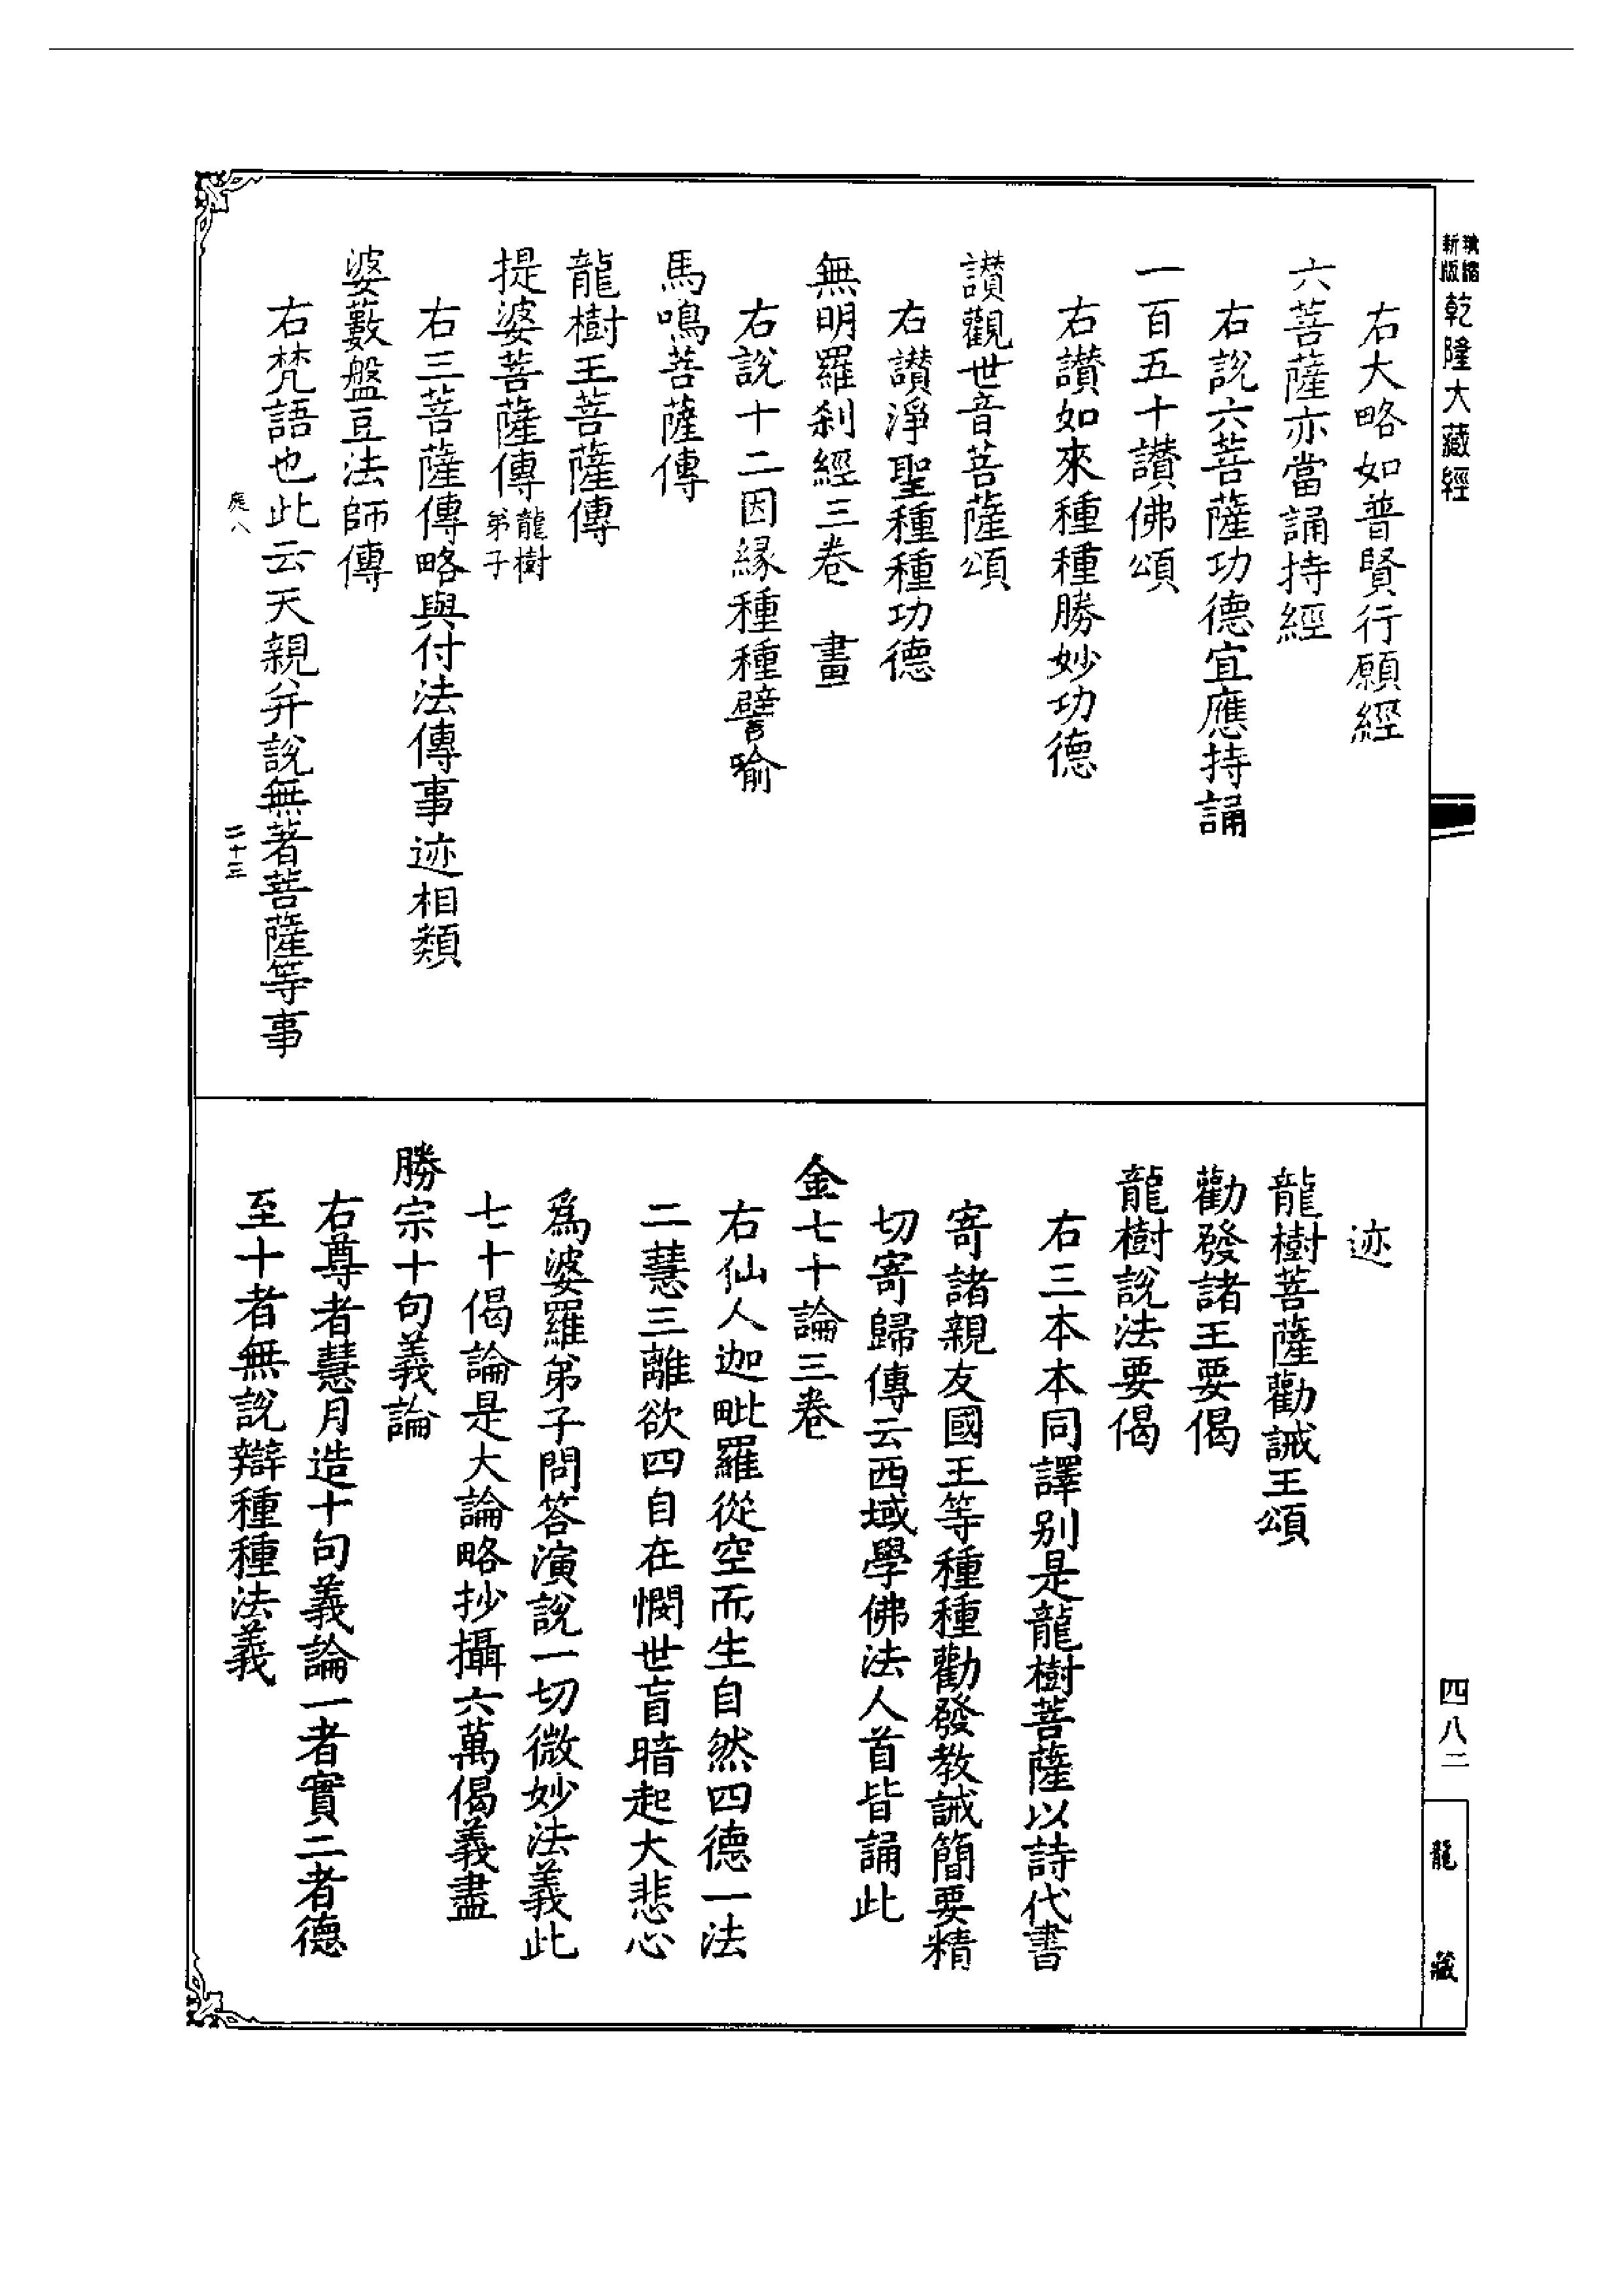 新版
乾隆大藏經
右大略如普賢行願經
六菩薩亦當誦持經
右說六菩薩功德宜應持誦
一百五十讚佛頌
右讚如來種種勝妙功德
讚觀世音菩薩頌
右讚淨聖種種功德
無明羅刹經三卷　畫
右說十二因緣種種譬喻
馬鳴菩薩傳
龍樹王菩薩傳
提婆菩薩傳龍樹弟子
右三菩薩傳略與付法傳事迹相類
婆藪盤豆法師傳
右梵語也此云天親并說無著菩薩等事
二十三
迹
龍樹菩薩勸誡王頌
勸發諸王要偈
龍樹說法要偈
右三本本同譯别是龍樹菩薩以詩代書
寄諸親友國王等種種勸發教誡簡要精
切寄歸傳云西域學佛法人首皆誦此
金七十論三卷
右仙人迦毗羅從空而生自然四德一法
二慧三離欲四自在憫世盲暗起大悲心
爲婆羅弟子問答演說一切微妙法義此
七十偈論是大論略抄攝六萬偈義盡
勝宗十句義論
右尊者慧月造十句義論一者實二者德
至十者無說辯種種法義
四八二
龍藏